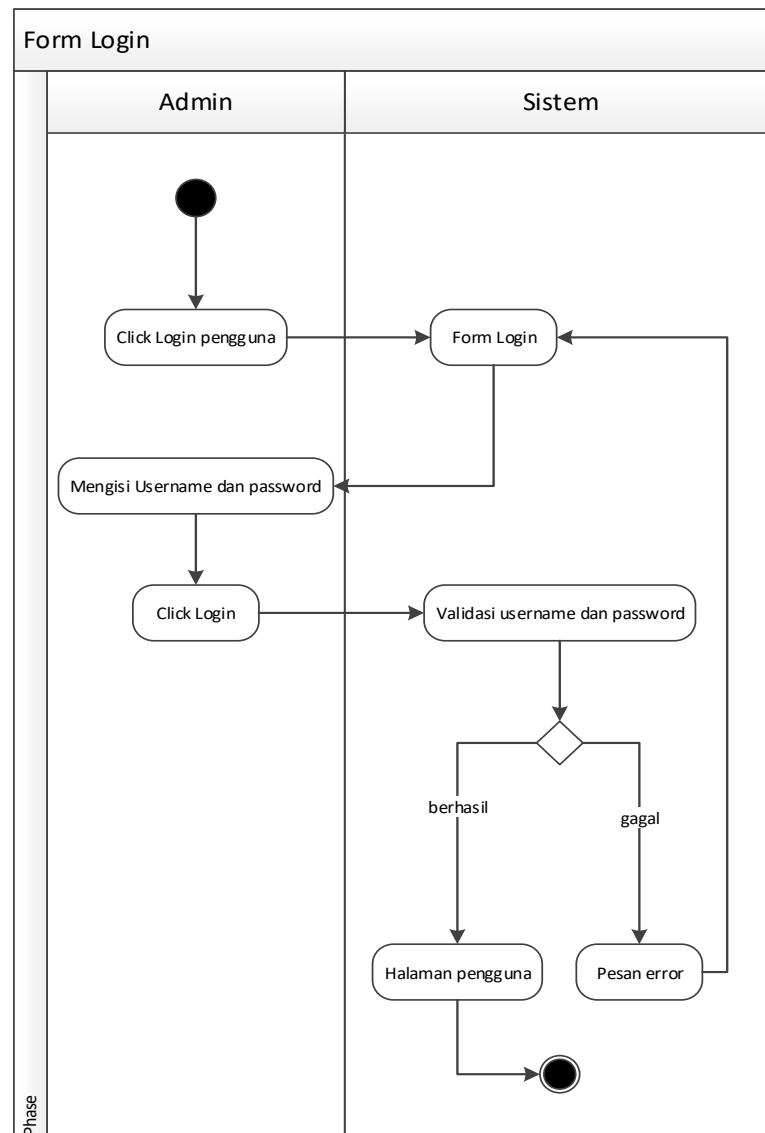 Form Login
Admin
Sistem
Click Login pengguna
Form Login
Mengisi Username dan password
Click Login
Validasi username dan password
berhasil
gagal
Halaman pengguna
Pesan error
Phase